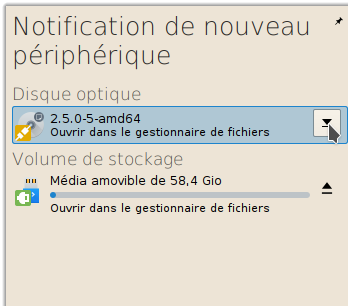 Notification de nouveau
périphérique
Disque optique
2.5.0-5-amd64
Ouvrir dans le gestionnaire de fichiers
Volume de stockage
Média amovible de 58,4 Gio
Ouvrir dans le gestionnaire de fichiers